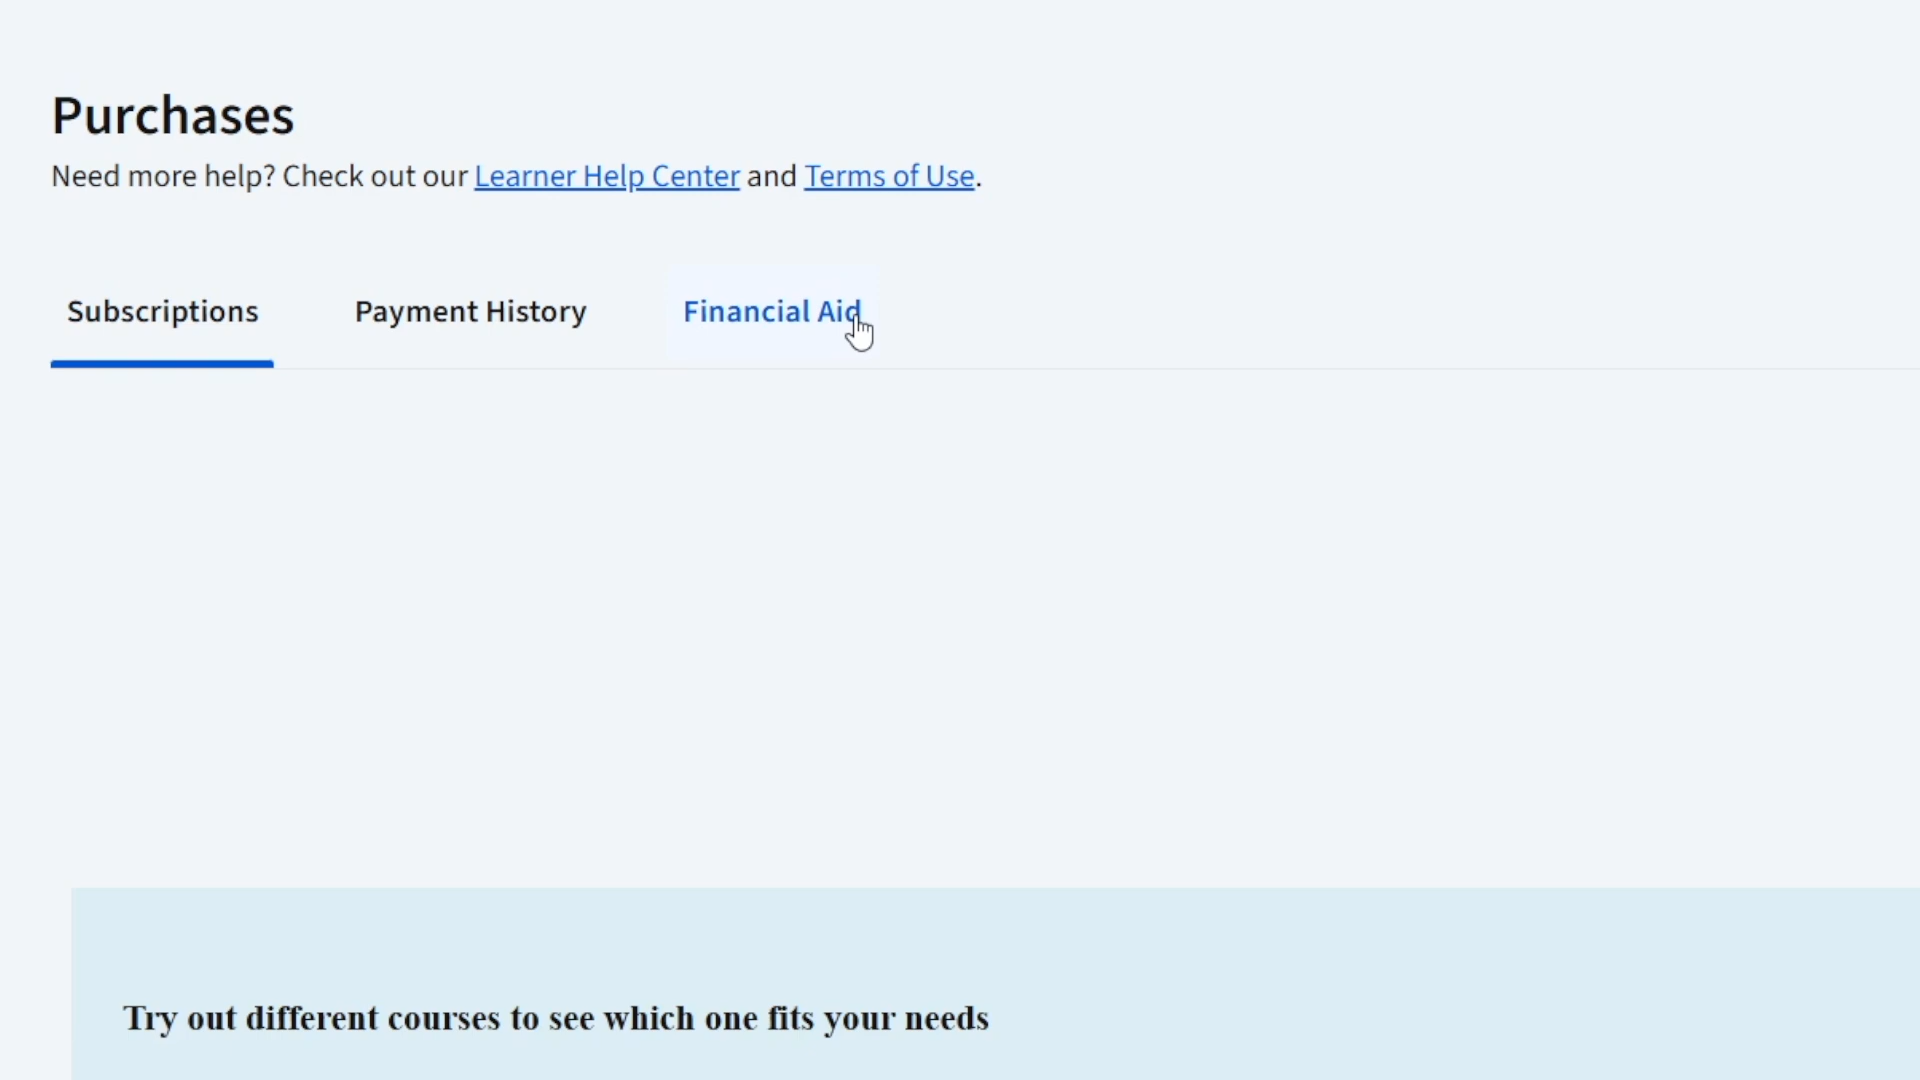 Purchases
Need more help? Check out our Learner Help Center and Terms of Use.
Subscriptions Payment History Financial Aid
Try out different courses to see which one fits your needs